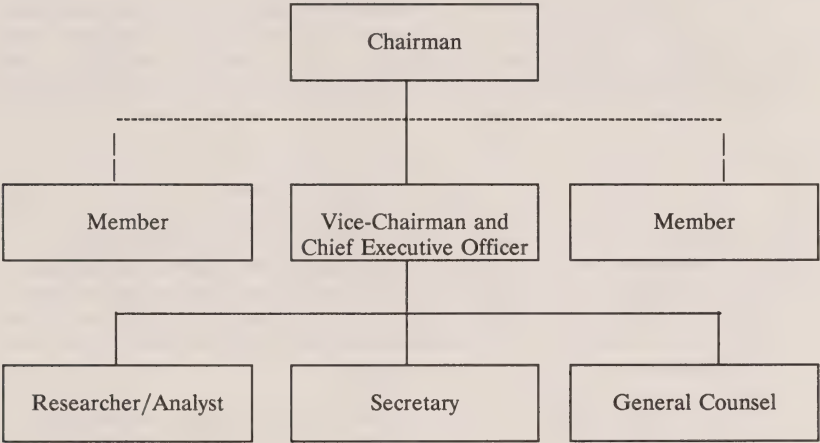 Chairman
Member
Vice-Chairman and
Chief Executive Officer
Member
Researcher/Analyst
Secretary
General Counsel